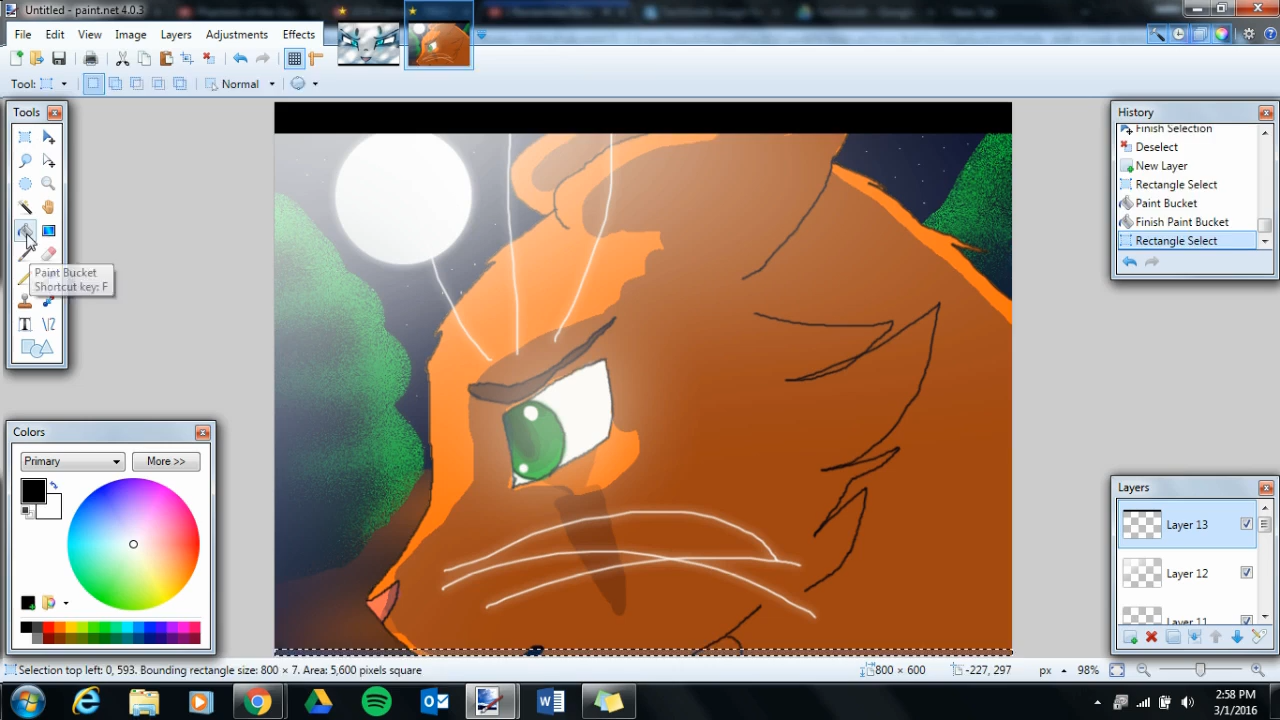 Untitled - paint.net 4.0.3
File Edit View Image Layers Adjustments Effects
Tool: Normal
Tools
Paint Bucket
Shortcut key: F
Colors
Primary More >>
History
Finish Selection
Deselect
New Layer
Rectangle Select
Paint Bucket
Finish Paint Bucket
Rectangle Select
Layers
Layer 13
Layer 12
Layer 11
Selection top left: 0, 593. Bounding rectangle size: 800 × 7. Area: 5,600 pixels square
800 × 600 -227, 297 px 98%
2:58 PM
3/1/2016